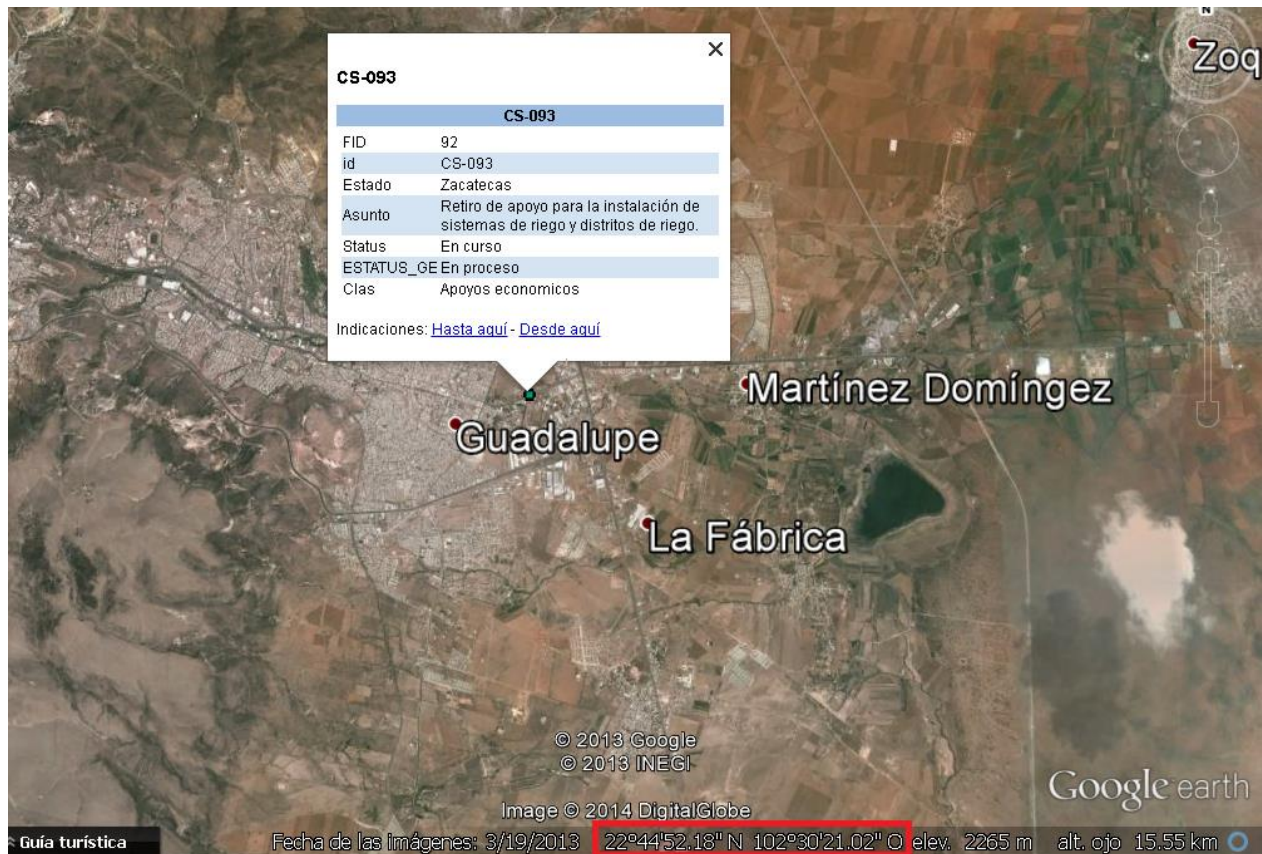 N
Zoq
CS-093
CS-093
FID 92
id CS-093
Estado Zacatecas
Asunto Retiro de apoyo para la instalación de
sistemas de riego y distritos de riego.
Status En curso
ESTATUS_GE En proceso
Clas Apoyos economicos
Indicaciones: Hasta aquí - Desde aquí
Martínez Domíngez
Guadalupe
La Fábrica
© 2013 Google
© 2013 INEGI
Image © 2014 DigitalGlobe
Google earth
Guía turística Fecha de las imágenes: 3/19/2013 22°44'52.18" N 102°30'21.02" O elev. 2265 m alt. ojo 15.55 km